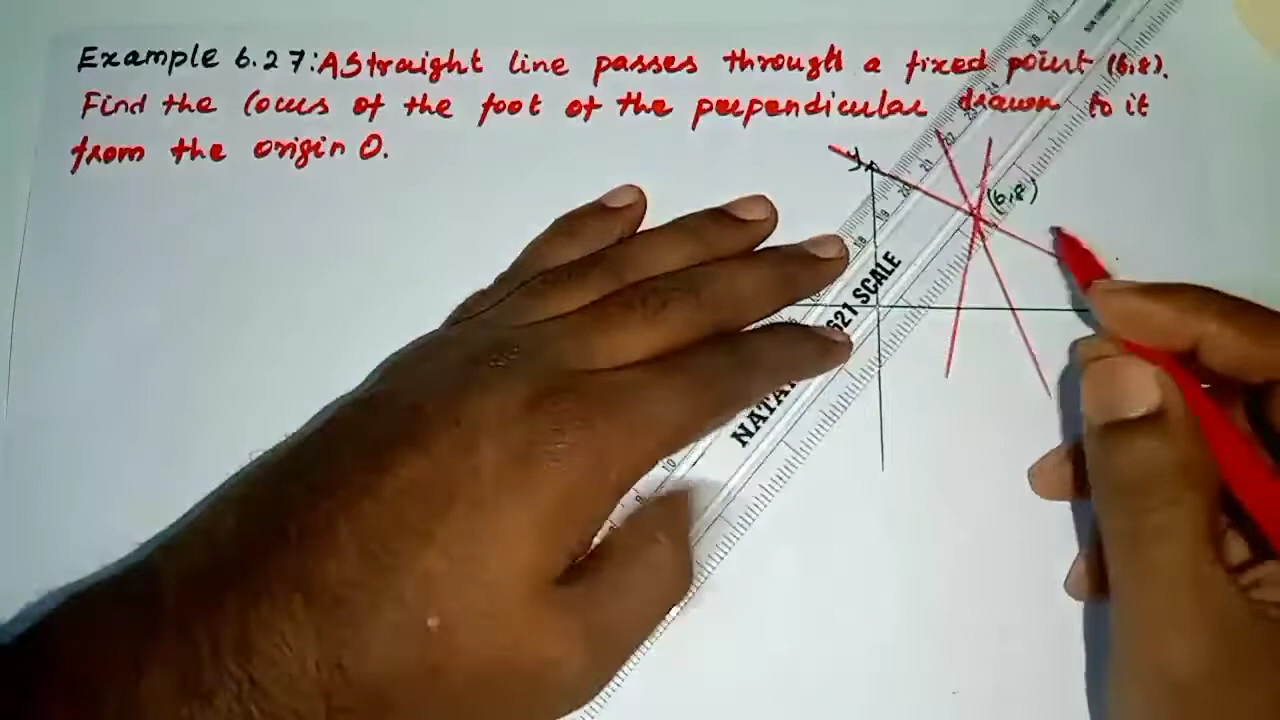 Example 6.27: A Straight line passes through a fixed point (6,8).
Find the locus of the foot of the perpendicular drawn to it
from the origin O.
y
(6,8)
621 SCALE
NATA